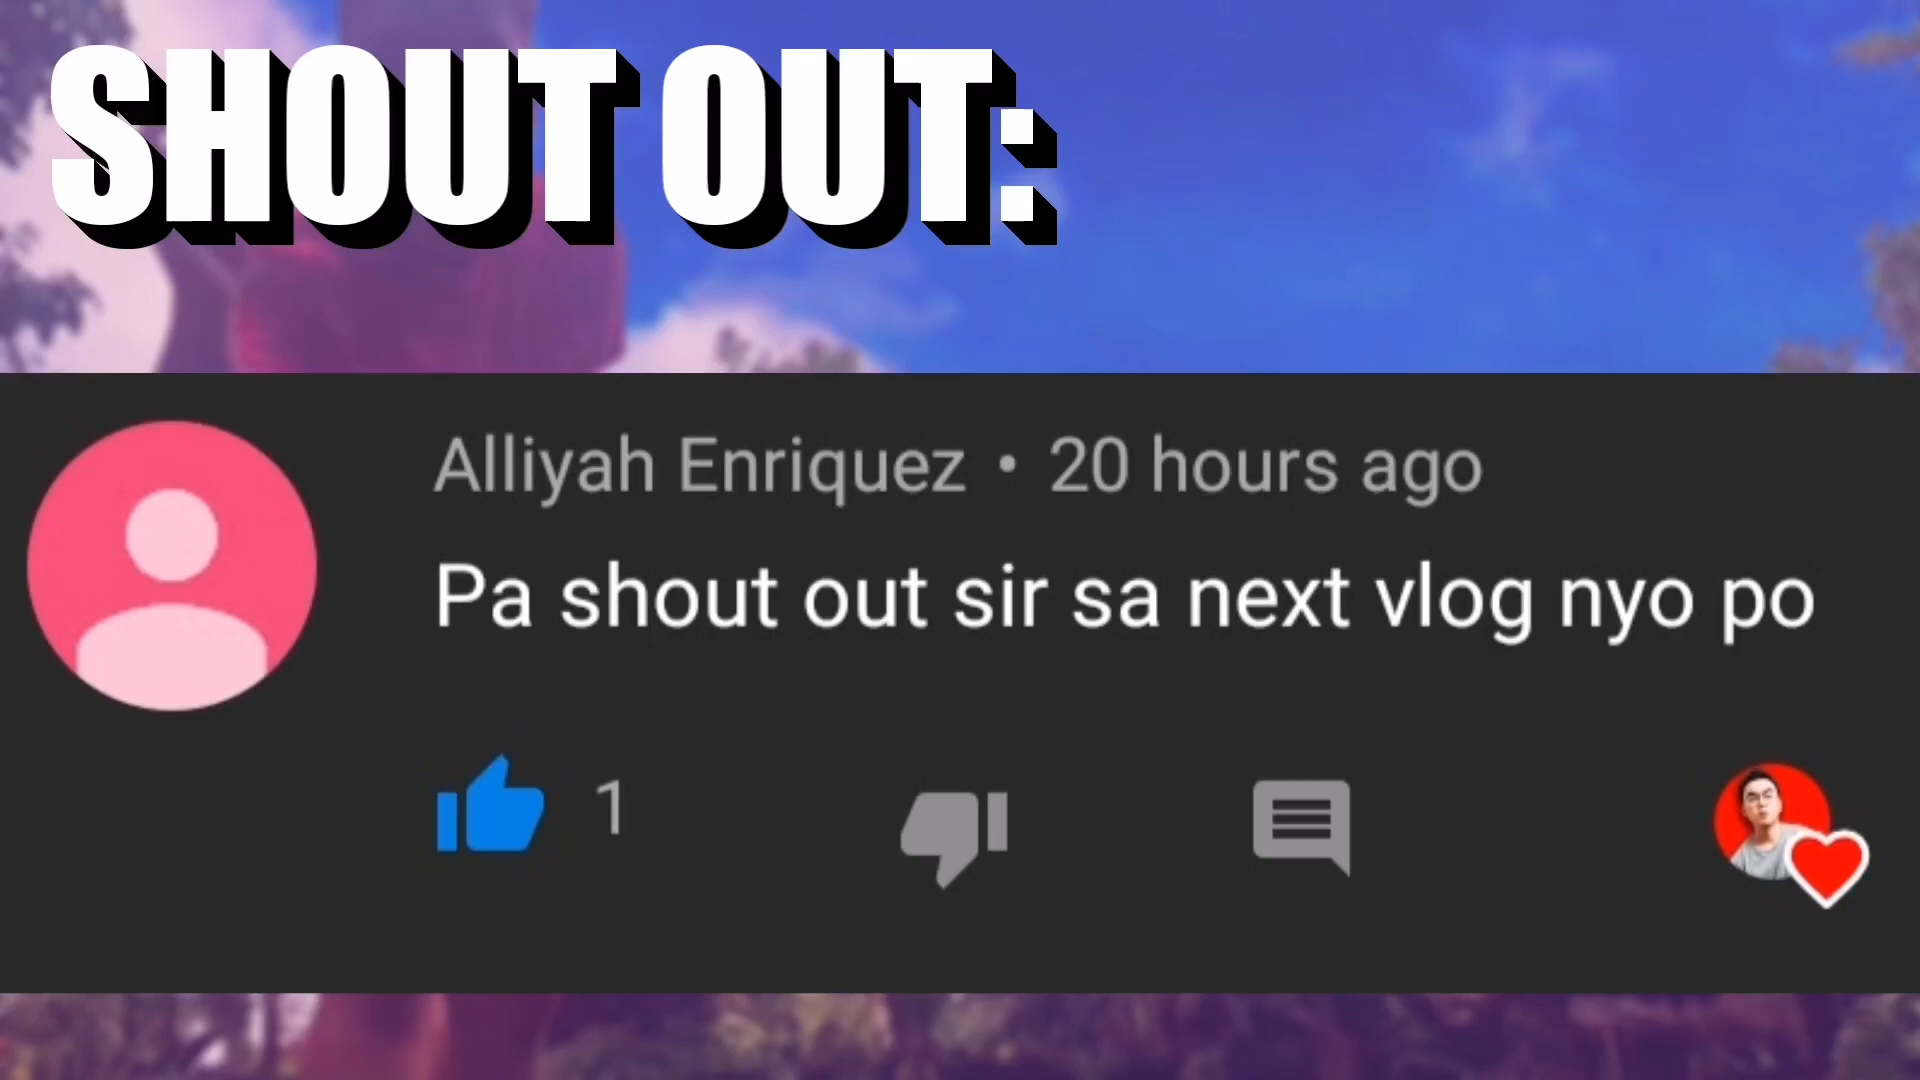 SHOUT OUT:
Alliyah Enriquez • 20 hours ago
Pa shout out sir sa next vlog nyo po
1